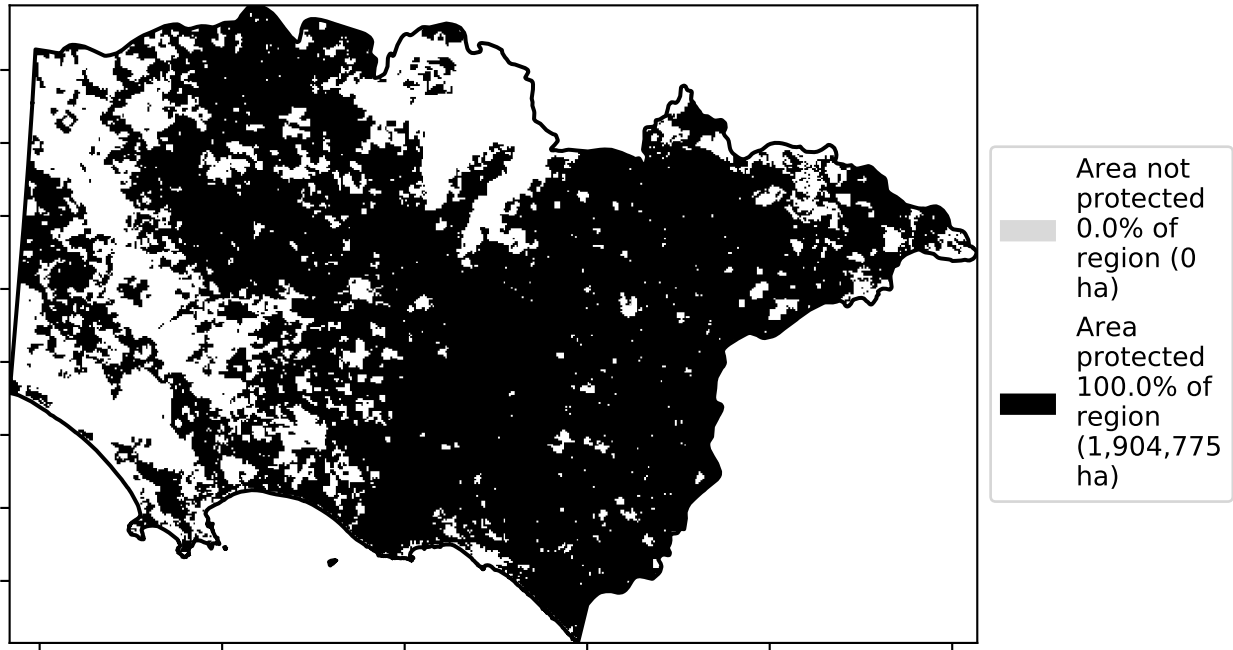 Area not
protected
0.0% of
region (0
ha)
Area
protected
100.0% of
region
(1,904,775
ha)